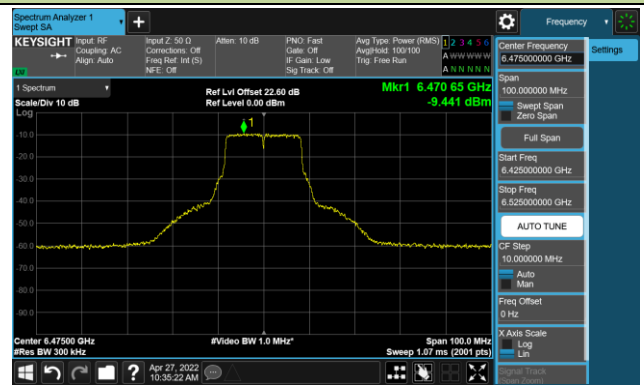 Spectrum Analyzer 1
Swept SA
Frequency
KEYSIGHT
Input: RF
Coupling: AC
Align: Auto
Input Z: 50 Ω
Corrections: Off
Freq Ref: Int (S)
NFE: Off
Atten: 10 dB
PNO: Fast
Gate: Off
IF Gain: Low
Sig Track: Off
Avg Type: Power (RMS)
Avg|Hold: 100/100
Trig: Free Run
1 2 3 4 5 6
A W W W W W
A N N N N N
Center Frequency
6.475000000 GHz
Settings
Span
100.000000 MHz
Swept Span
Zero Span
Full Span
Start Freq
6.425000000 GHz
Stop Freq
6.525000000 GHz
AUTO TUNE
CF Step
10.000000 MHz
Auto
Man
Freq Offset
0 Hz
X Axis Scale
Log
Lin
Signal Track
(Span Zoom)
1 Spectrum
Scale/Div 10 dB
Log
Ref Lvl Offset 22.60 dB
Ref Level 0.00 dBm
Mkr1 6.470 65 GHz
-9.441 dBm
1
-10.0
-20.0
-30.0
-40.0
-50.0
-60.0
-70.0
-80.0
-90.0
Center 6.47500 GHz
#Res BW 300 kHz
#Video BW 1.0 MHz*
Span 100.0 MHz
Sweep 1.07 ms (2001 pts)
?
Apr 27, 2022
10:35:22 AM